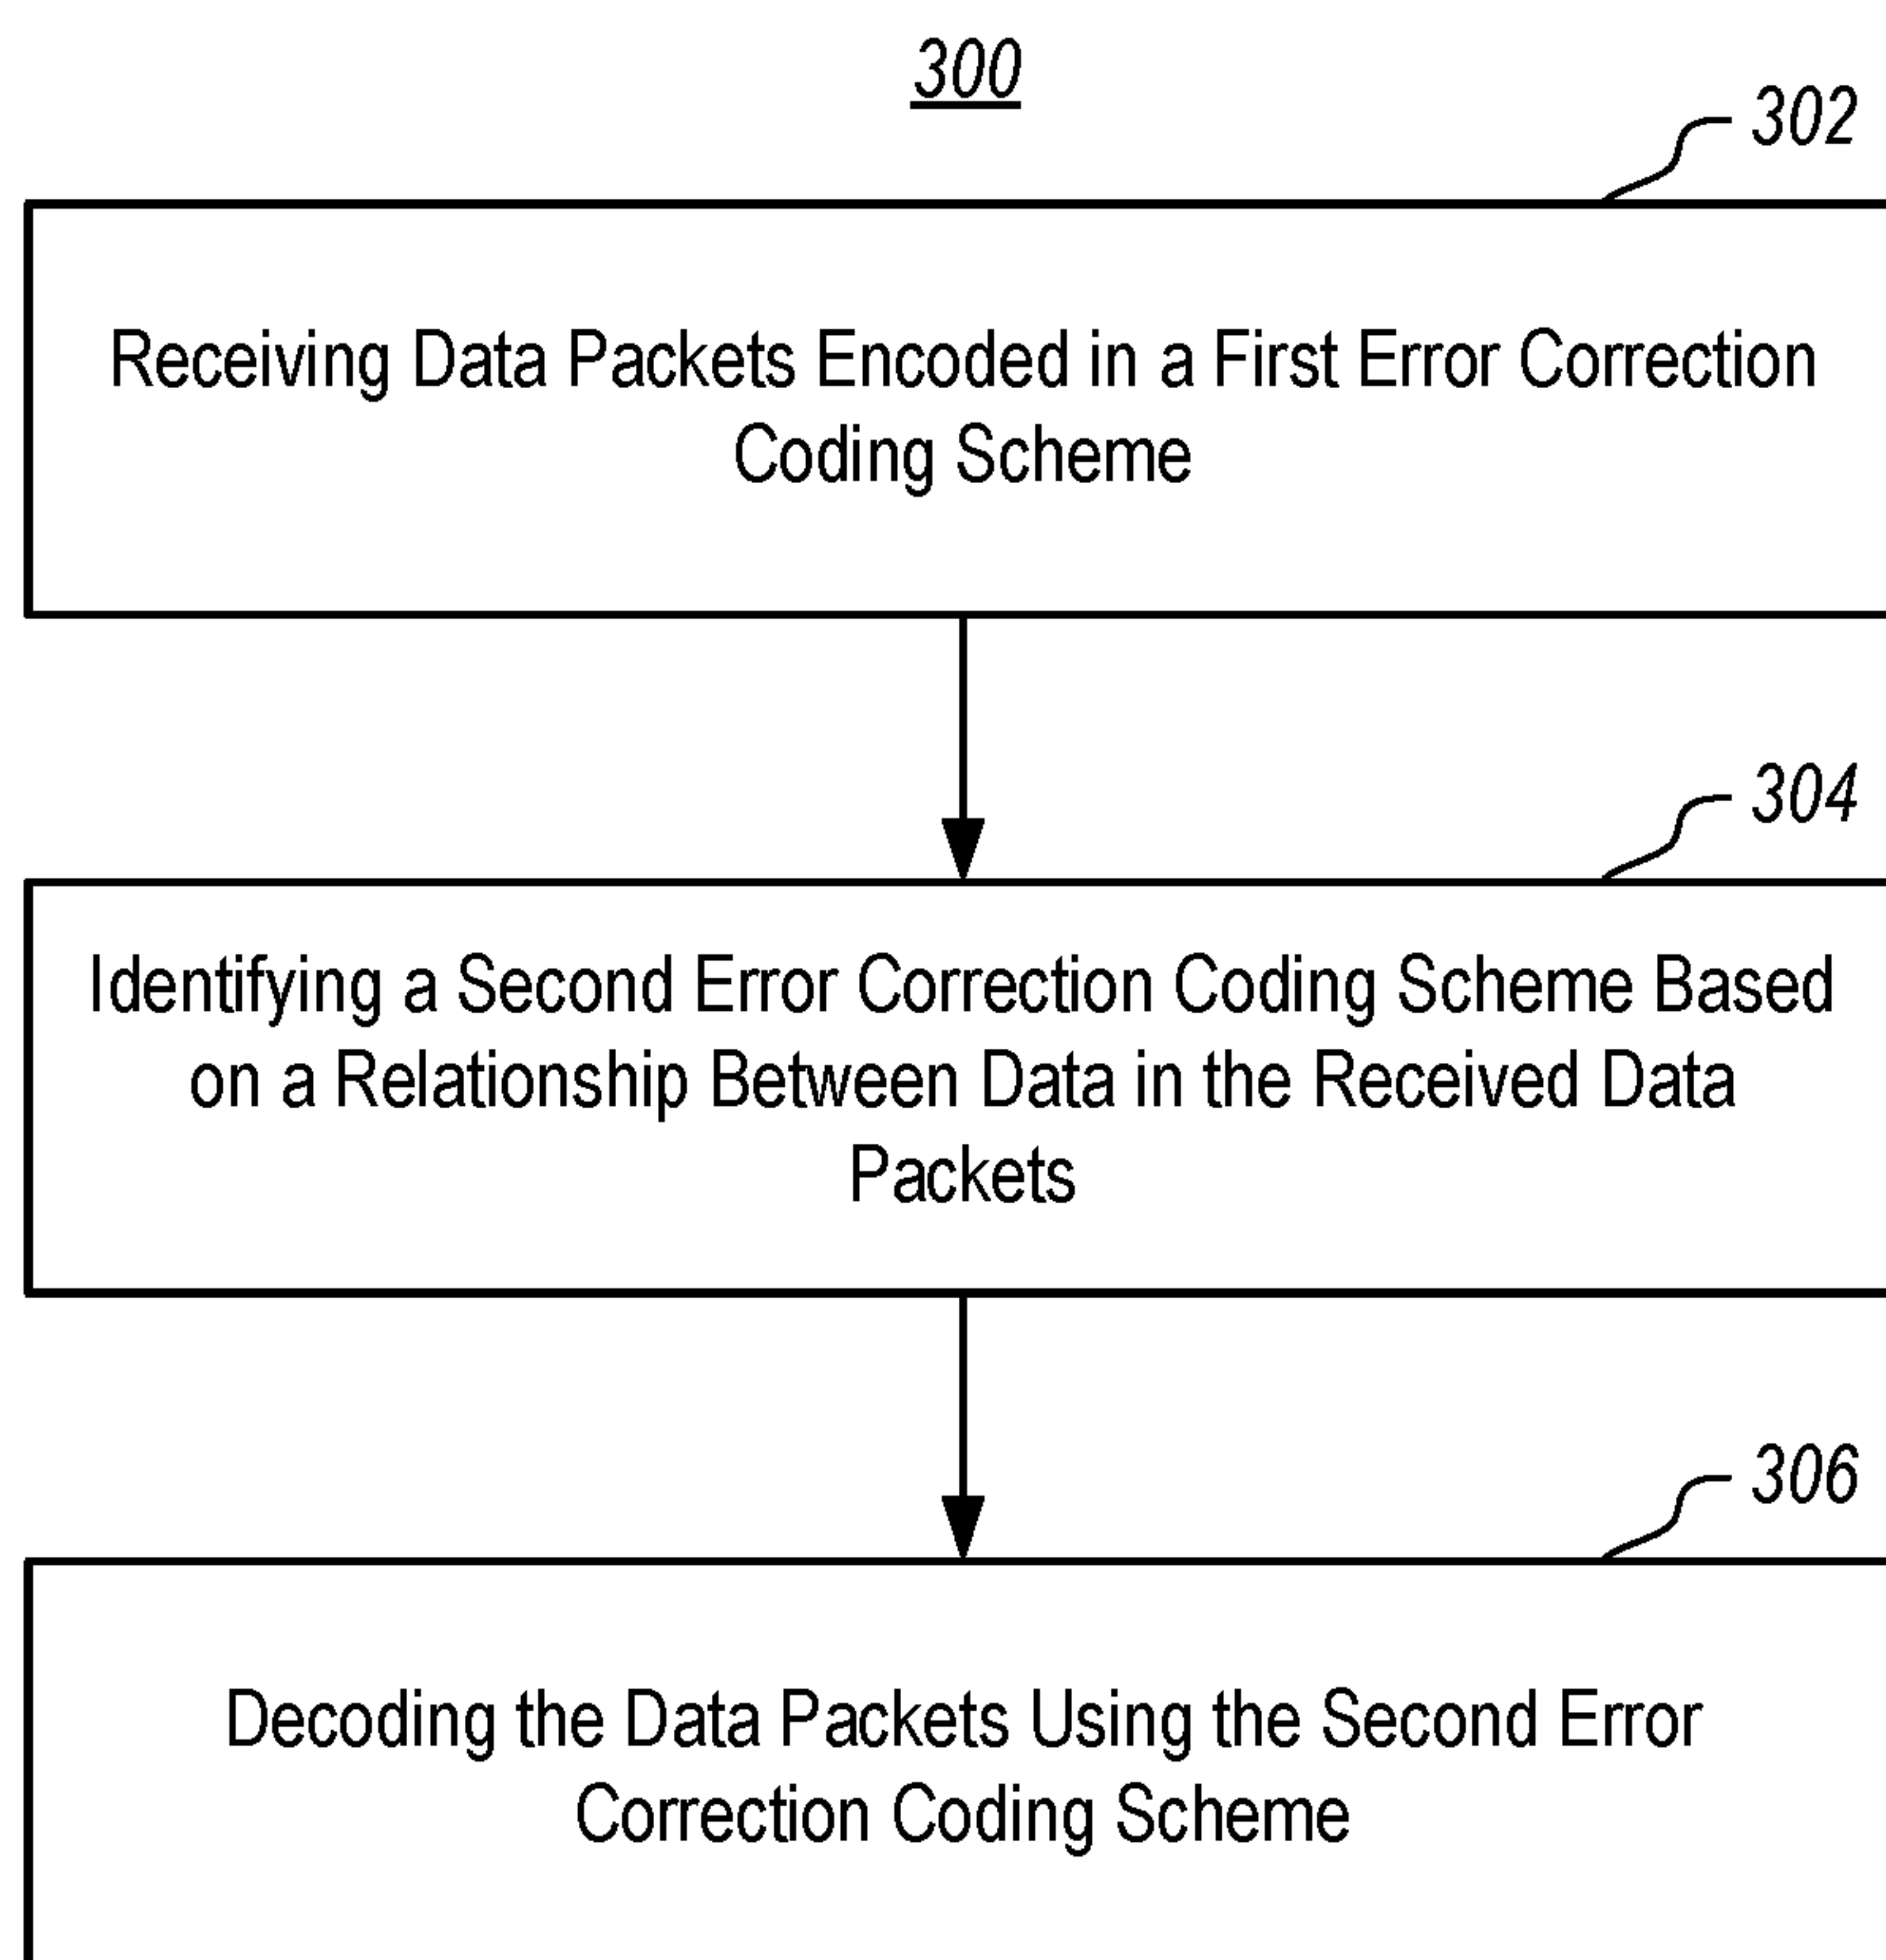 300
302
Receiving Data Packets Encoded in a First Error Correction
Coding Scheme
304
Identifying a Second Error Correction Coding Scheme Based
on a Relationship Between Data in the Received Data
Packets
306
Decoding the Data Packets Using the Second Error
Correction Coding Scheme